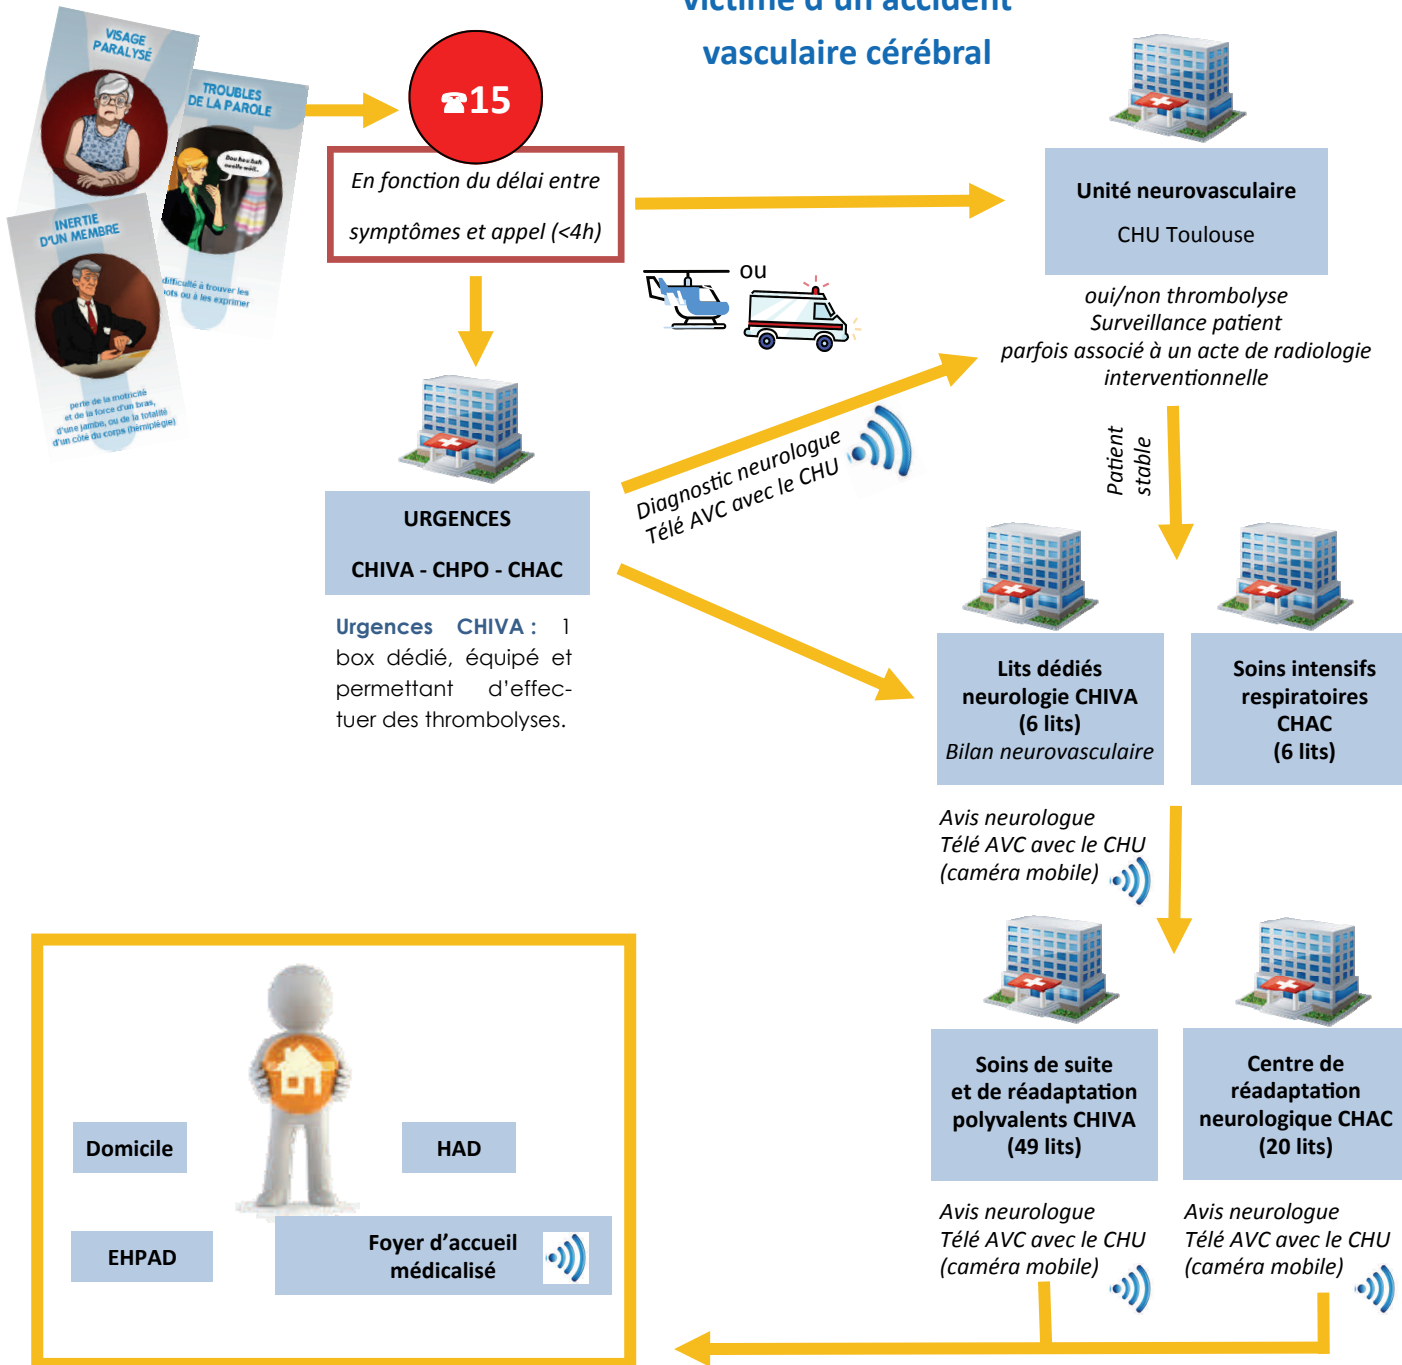 victime d'un accident
vasculaire cérébral
VISAGE
PARALYSÉ
TROUBLES
DE LA PAROLE
difficulté à trouver les
ots ou à les exprimer
INERTIE
D'UN MEMBRE
perte de la motricité
et de la force d'un bras,
d'une jambe, ou de la totalité
d'un côté du corps (hémiplégie)
☎15
En fonction du délai entre
symptômes et appel (<4h)
ou
Unité neurovasculaire
CHU Toulouse
oui/non thrombolyse
Surveillance patient
parfois associé à un acte de radiologie
interventionnelle
Patient
stable
Diagnostic neurologue
Télé AVC avec le CHU
URGENCES
CHIVA - CHPO - CHAC
Urgences CHIVA : 1
box dédié, équipé et
permettant d'effec-
tuer des thrombolyses.
Lits dédiés
neurologie CHIVA
(6 lits)
Bilan neurovasculaire
Soins intensifs
respiratoires
CHAC
(6 lits)
Avis neurologue
Télé AVC avec le CHU
(caméra mobile)
Soins de suite
et de réadaptation
polyvalents CHIVA
(49 lits)
Centre de
réadaptation
neurologique CHAC
(20 lits)
Avis neurologue
Télé AVC avec le CHU
(caméra mobile)
Avis neurologue
Télé AVC avec le CHU
(caméra mobile)
Domicile
HAD
EHPAD
Foyer d'accueil
médicalisé